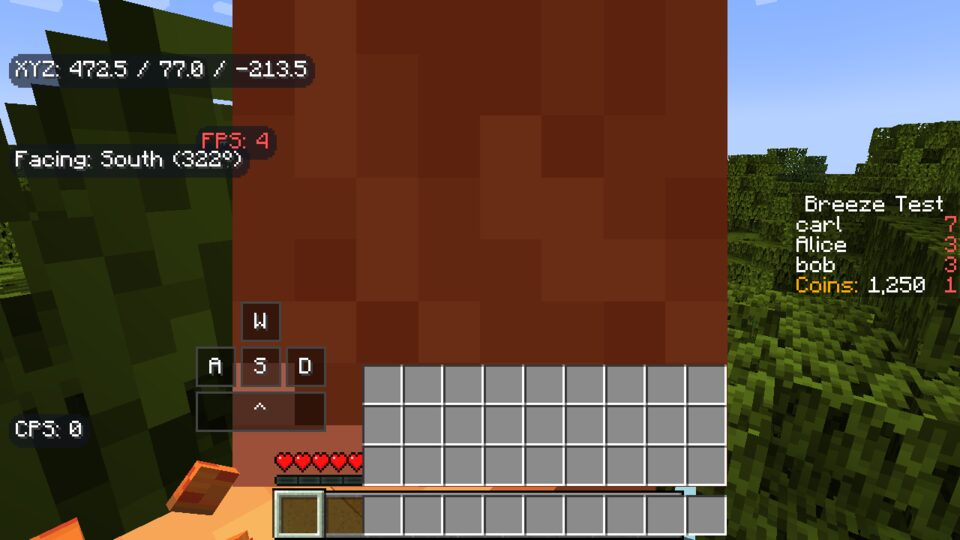 XYZ: 472.5 / 77.0 / -213.5
FPS: 4
Facing: South (322º)
Breeze Test
carl 7
Alice 3
bob 3
Coins: 1,250 1
W
A S D
^
CPS: 0